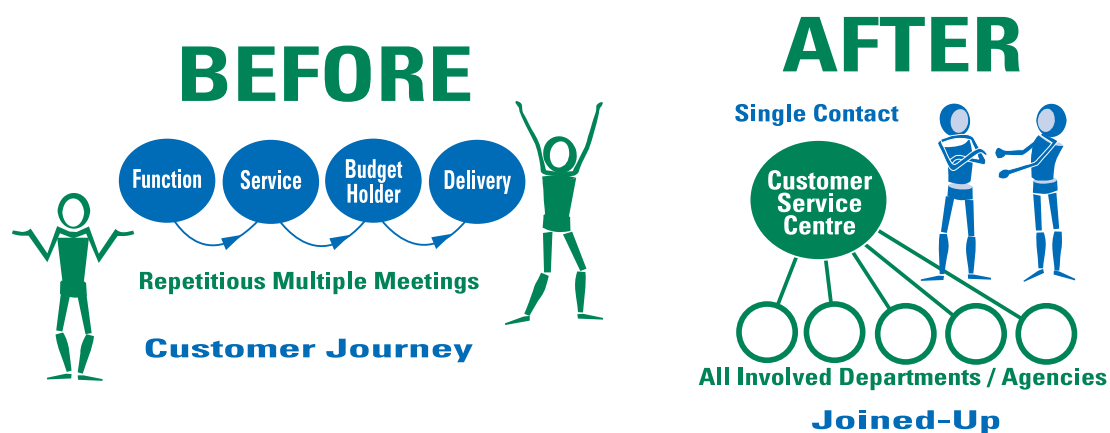 BEFORE
Function
Service
Budget
Holder
Delivery
Repetitious Multiple Meetings
Customer Journey
AFTER
Single Contact
Customer
Service
Centre
All Involved Departments / Agencies
Joined-Up